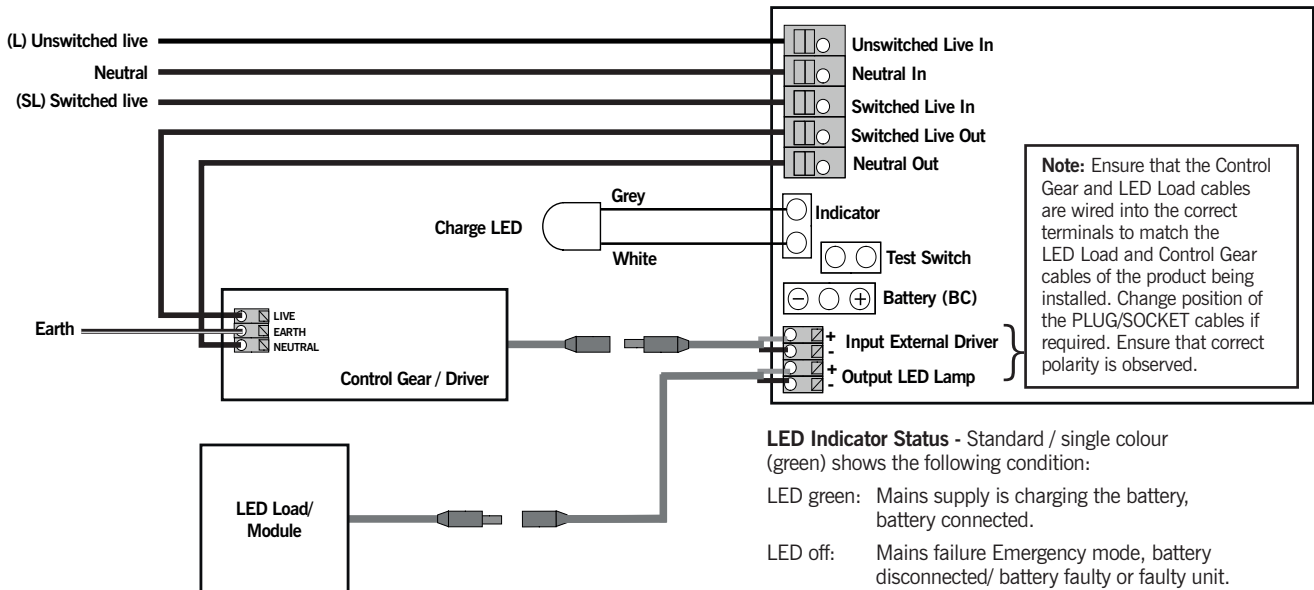 (L) Unswitched live
Neutral
(SL) Switched live
Unswitched Live In
Neutral In
Switched Live In
Switched Live Out
Neutral Out
Note: Ensure that the Control
Gear and LED Load cables
are wired into the correct
terminals to match the
LED Load and Control Gear
cables of the product being
installed. Change position of
the PLUG/SOCKET cables if
required. Ensure that correct
polarity is observed.
Grey
Charge LED
White
Indicator
Test Switch
- + Battery (BC)
Earth
LIVE
EARTH
NEUTRAL
Control Gear / Driver
+ Input External Driver
-
+ Output LED Lamp
-
LED Load/
Module
LED Indicator Status - Standard / single colour
(green) shows the following condition:
LED green: Mains supply is charging the battery,
battery connected.
LED off: Mains failure Emergency mode, battery
disconnected/ battery faulty or faulty unit.